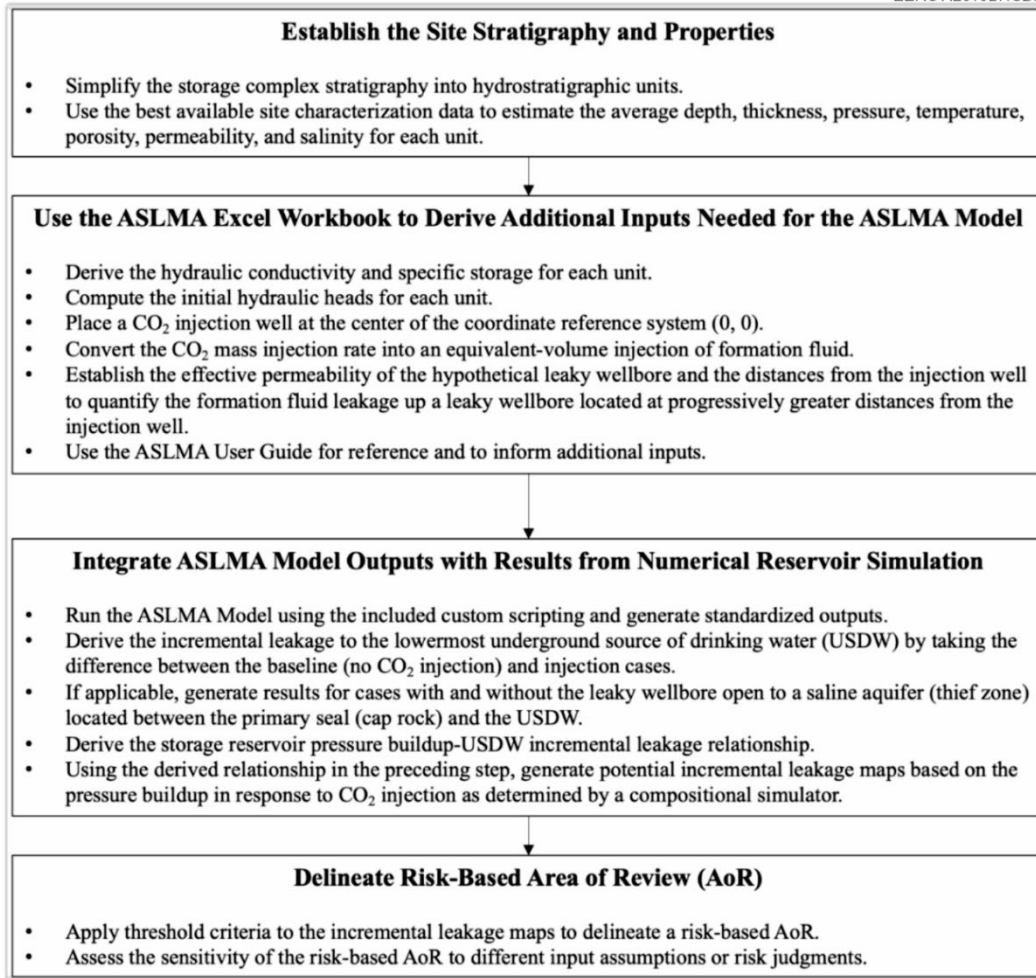 Establish the Site Stratigraphy and Properties
• Simplify the storage complex stratigraphy into hydrostratigraphic units.
• Use the best available site characterization data to estimate the average depth, thickness, pressure, temperature,
porosity, permeability, and salinity for each unit.
Use the ASLMA Excel Workbook to Derive Additional Inputs Needed for the ASLMA Model
• Derive the hydraulic conductivity and specific storage for each unit.
• Compute the initial hydraulic heads for each unit.
• Place a CO₂ injection well at the center of the coordinate reference system (0, 0).
• Convert the CO₂ mass injection rate into an equivalent-volume injection of formation fluid.
• Establish the effective permeability of the hypothetical leaky wellbore and the distances from the injection well
to quantify the formation fluid leakage up a leaky wellbore located at progressively greater distances from the
injection well.
• Use the ASLMA User Guide for reference and to inform additional inputs.
Integrate ASLMA Model Outputs with Results from Numerical Reservoir Simulation
• Run the ASLMA Model using the included custom scripting and generate standardized outputs.
• Derive the incremental leakage to the lowermost underground source of drinking water (USDW) by taking the
difference between the baseline (no CO₂ injection) and injection cases.
• If applicable, generate results for cases with and without the leaky wellbore open to a saline aquifer (thief zone)
located between the primary seal (cap rock) and the USDW.
• Derive the storage reservoir pressure buildup-USDW incremental leakage relationship.
• Using the derived relationship in the preceding step, generate potential incremental leakage maps based on the
pressure buildup in response to CO₂ injection as determined by a compositional simulator.
Delineate Risk-Based Area of Review (AoR)
• Apply threshold criteria to the incremental leakage maps to delineate a risk-based AoR.
• Assess the sensitivity of the risk-based AoR to different input assumptions or risk judgments.